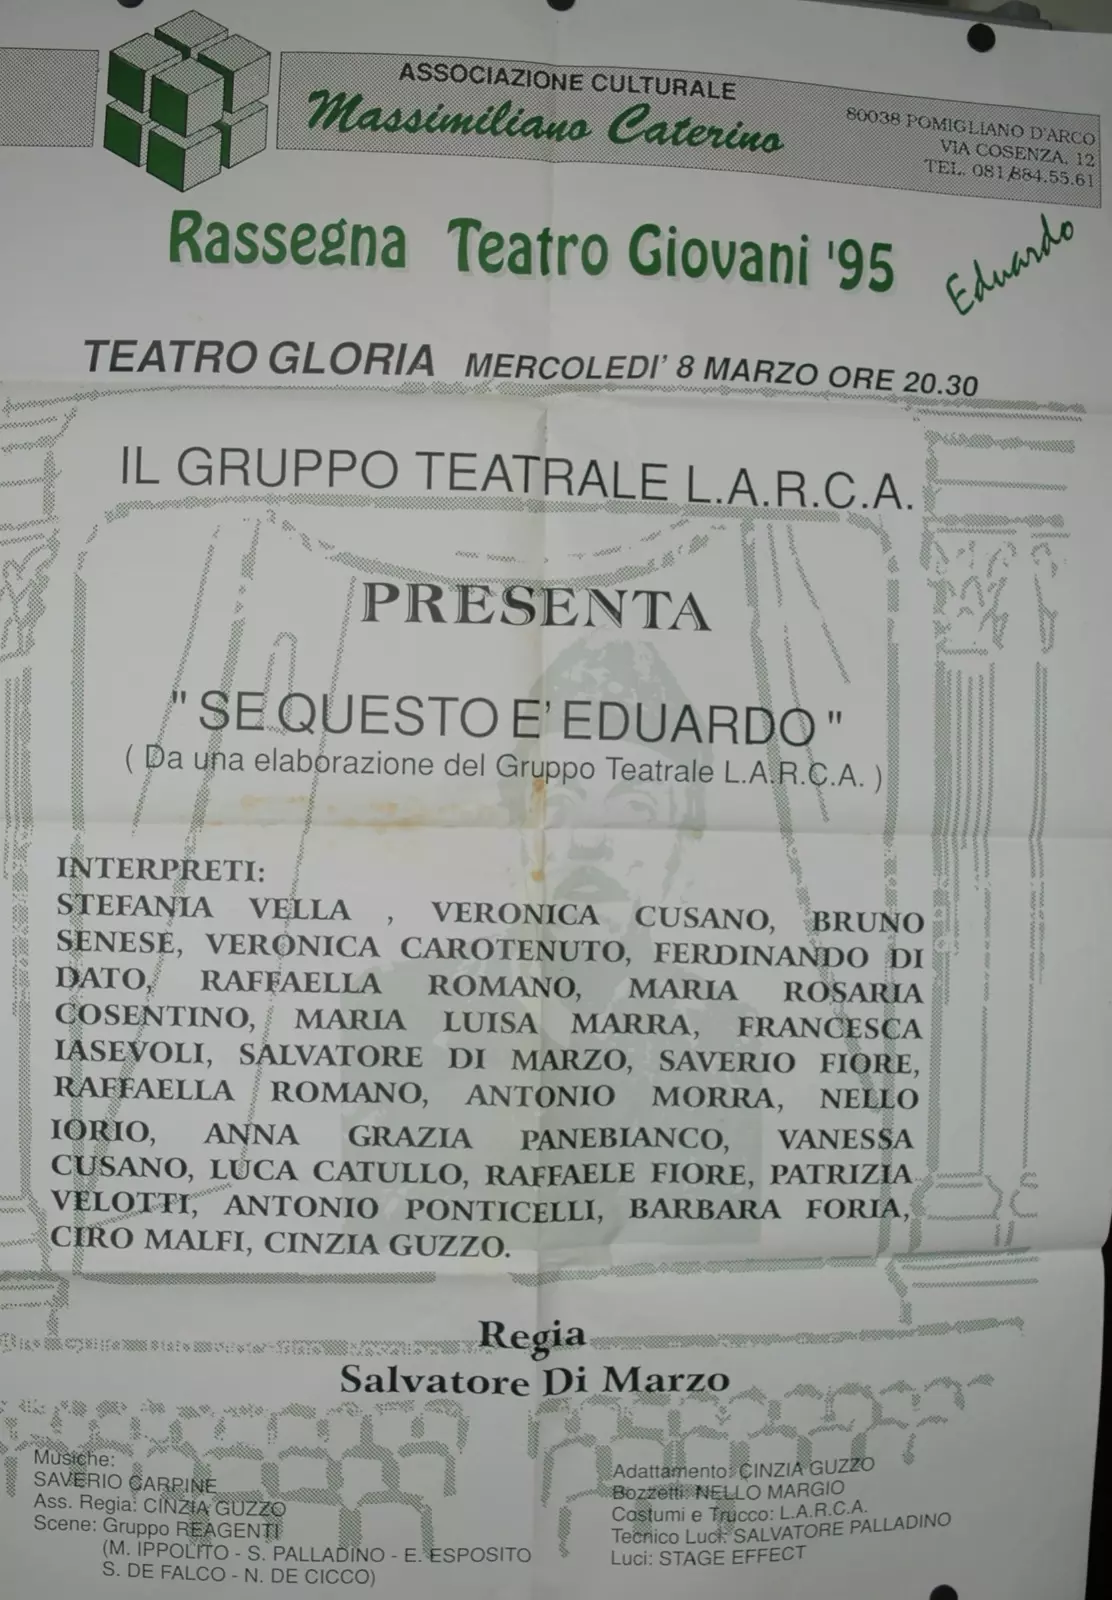 ASSOCIAZIONE CULTURALE
Massimiliano Caterino
80038 POMIGLIANO D'ARCO
VIA COSENZA, 12
TEL. 081/884.55.61
Rassegna Teatro Giovani '95
Eduardo
TEATRO GLORIA MERCOLEDI' 8 MARZO ORE 20.30
IL GRUPPO TEATRALE L.A.R.C.A.
PRESENTA
" SE QUESTO E' EDUARDO "
( Da una elaborazione del Gruppo Teatrale L.A.R.C.A. )
INTERPRETI:
STEFANIA VELLA , VERONICA CUSANO, BRUNO
SENESE, VERONICA CAROTENUTO, FERDINANDO DI
DATO, RAFFAELLA ROMANO, MARIA ROSARIA
COSENTINO, MARIA LUISA MARRA, FRANCESCA
IASEVOLI, SALVATORE DI MARZO, SAVERIO FIORE,
RAFFAELLA ROMANO, ANTONIO MORRA, NELLO
IORIO, ANNA GRAZIA PANEBIANCO, VANESSA
CUSANO, LUCA CATULLO, RAFFAELE FIORE, PATRIZIA
VELOTTI, ANTONIO PONTICELLI, BARBARA FORIA,
CIRO MALFI, CINZIA GUZZO.
Regia
Salvatore Di Marzo
Musiche:
SAVERIO CARPINE
Ass. Regia: CINZIA GUZZO
Scene: Gruppo REAGENTI
(M. IPPOLITO - S. PALLADINO - E. ESPOSITO
S. DE FALCO - N. DE CICCO)
Adattamento: CINZIA GUZZO
Bozzetti: NELLO MARGIO
Costumi e Trucco: L.A.R.C.A.
Tecnico Luci: SALVATORE PALLADINO
Luci: STAGE EFFECT